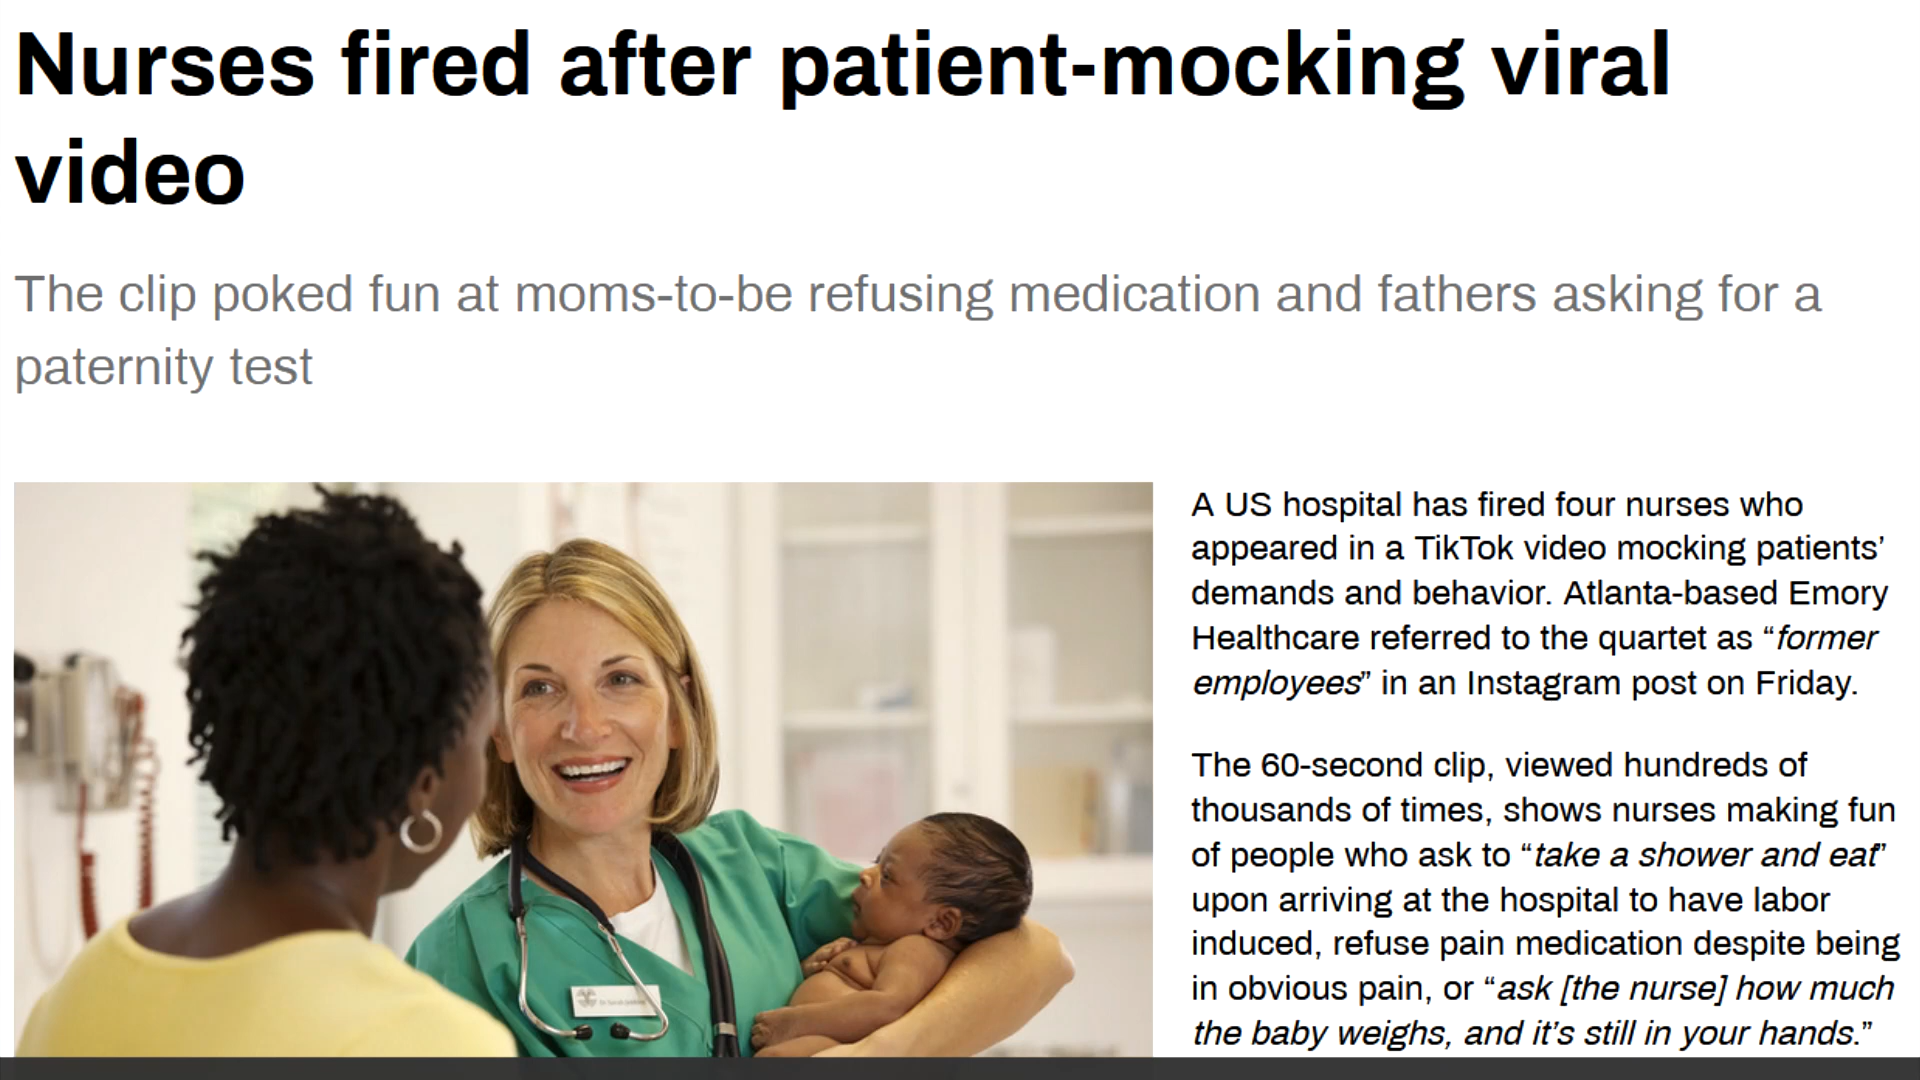 Nurses fired after patient-mocking viral
video
The clip poked fun at moms-to-be refusing medication and fathers asking for a
paternity test
A US hospital has fired four nurses who
appeared in a TikTok video mocking patients’
demands and behavior. Atlanta-based Emory
Healthcare referred to the quartet as “former
employees” in an Instagram post on Friday.
The 60-second clip, viewed hundreds of
thousands of times, shows nurses making fun
of people who ask to “take a shower and eat”
upon arriving at the hospital to have labor
induced, refuse pain medication despite being
in obvious pain, or “ask [the nurse] how much
the baby weighs, and it’s still in your hands.”